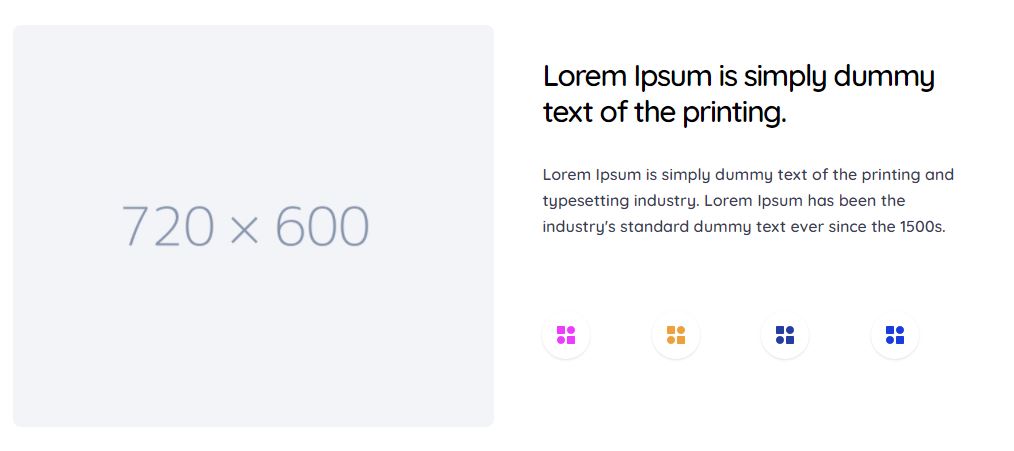 720 × 600
Lorem Ipsum is simply dummy
text of the printing.
Lorem Ipsum is simply dummy text of the printing and
typesetting industry. Lorem Ipsum has been the
industry's standard dummy text ever since the 1500s.